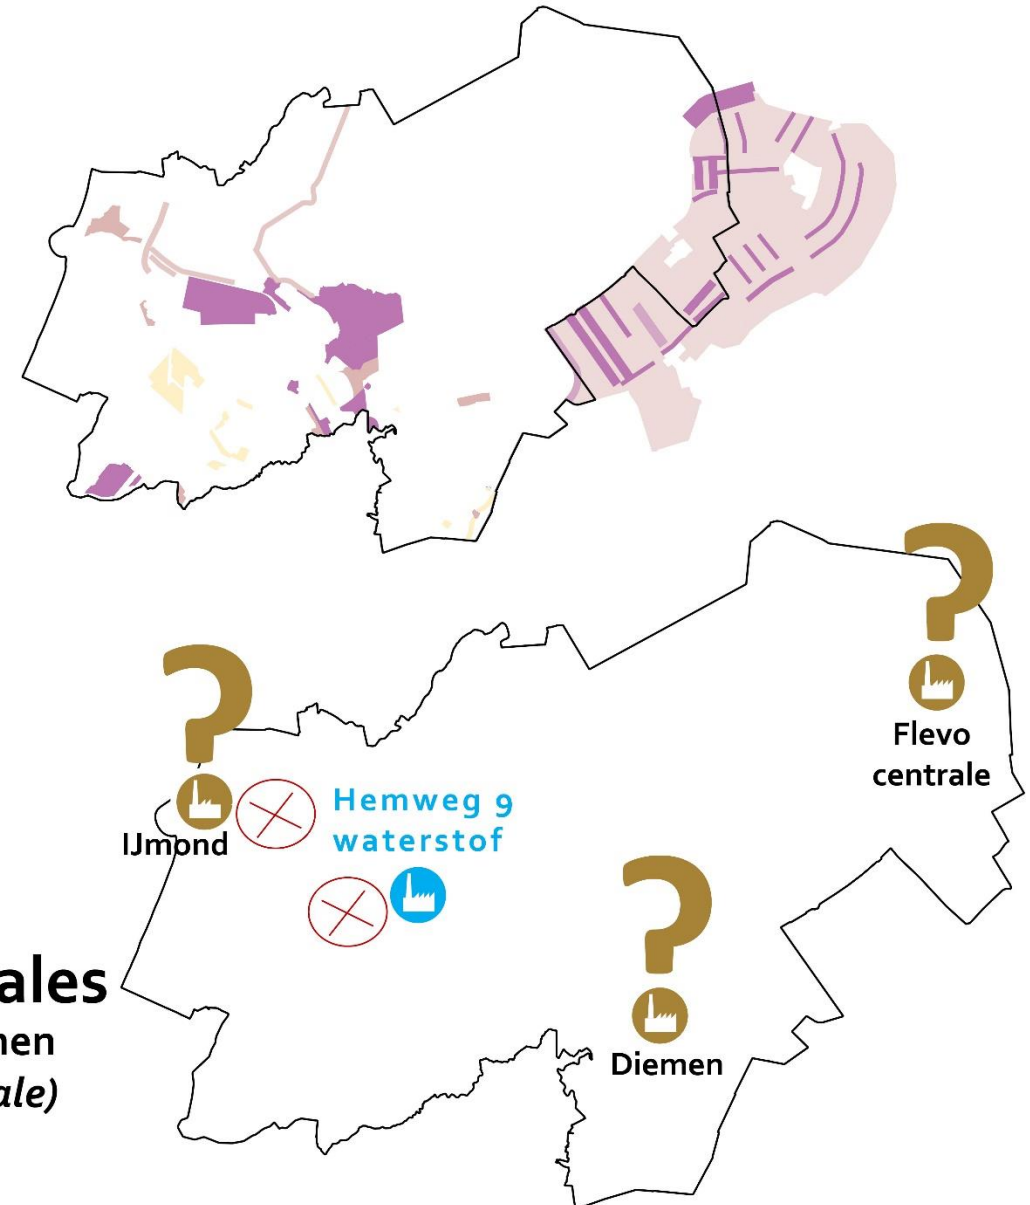 ?
Flevo
centrale
?
Hemweg 9
waterstof
IJmond
?
ales
nen
ale)
Diemen